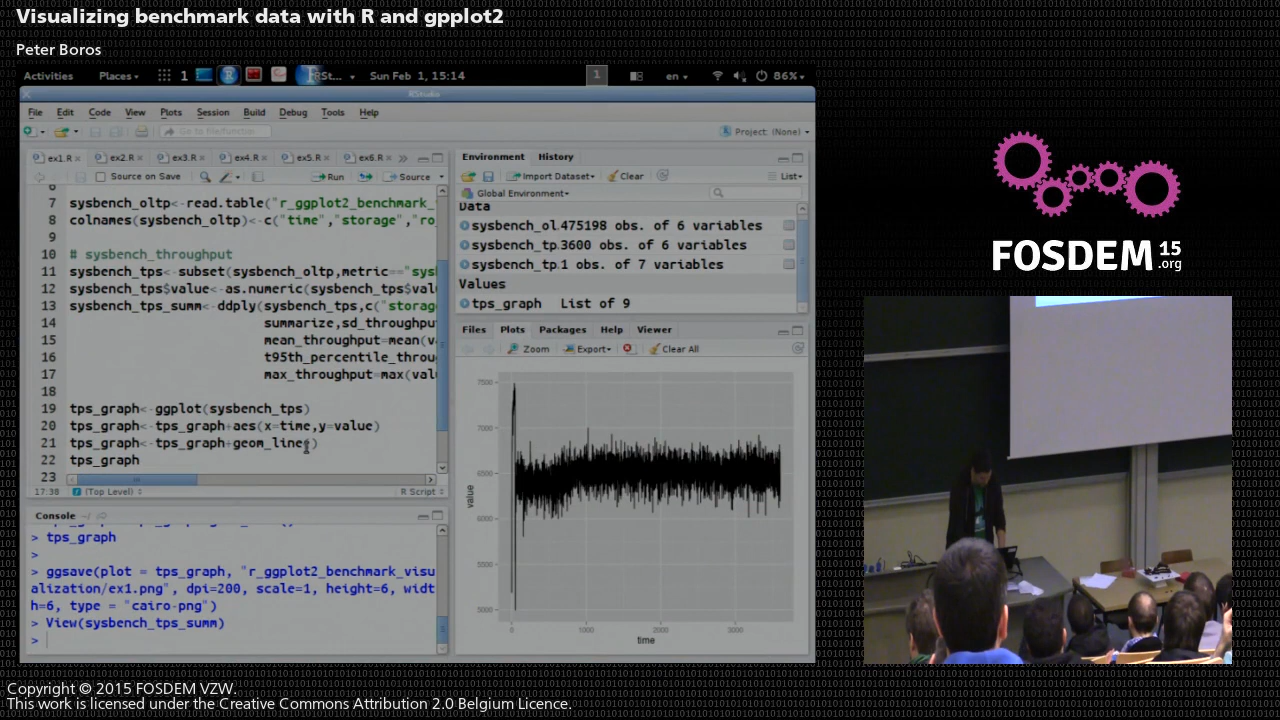 Visualizing benchmark data with R and gpplot2
Peter Boros
Activities Places 1 RSt... Sun Feb 1, 15:14 1 en 86%
RStudio
File Edit Code View Plots Session Build Debug Tools Help
Go to file/function Project: (None)
ex1.R ex2.R ex3.R ex4.R ex5.R ex6.R
Source on Save Run Source
6
7 sysbench_oltp<-read.table("r_ggplot2_benchmark_
8 colnames(sysbench_oltp)<-c("time","storage","ro
9
10 # sysbench_throughput
11 sysbench_tps<-subset(sysbench_oltp,metric=="sys
12 sysbench_tps$value<-as.numeric(sysbench_tps$val
13 sysbench_tps_summ<-ddply(sysbench_tps,c("storag
14 summarize,sd_throughpu
15 mean_throughput=mean(v
16 t95th_percentile_throu
17 max_throughput=max(val
18
19 tps_graph<-ggplot(sysbench_tps)
20 tps_graph<-tps_graph+aes(x=time,y=value)
21 tps_graph<-tps_graph+geom_line()
22 tps_graph
23
17:38 (Top Level) R Script
Console
> tps_graph
>
> ggsave(plot = tps_graph, "r_ggplot2_benchmark_visu
alization/ex1.png", dpi=200, scale=1, height=6, widt
h=6, type = "cairo-png")
> View(sysbench_tps_summ)
>
Environment History
Import Dataset Clear List
Global Environment
Data
sysbench_ol 475198 obs. of 6 variables
sysbench_tp 3600 obs. of 6 variables
sysbench_tp 1 obs. of 7 variables
Values
tps_graph List of 9
Files Plots Packages Help Viewer
Zoom Export Clear All
7500
7000
6500
6000
5500
5000
value
0 1000 2000 3000
time
FOSDEM 15
.org
Copyright © 2015 FOSDEM VZW.
This work is licensed under the Creative Commons Attribution 2.0 Belgium Licence.